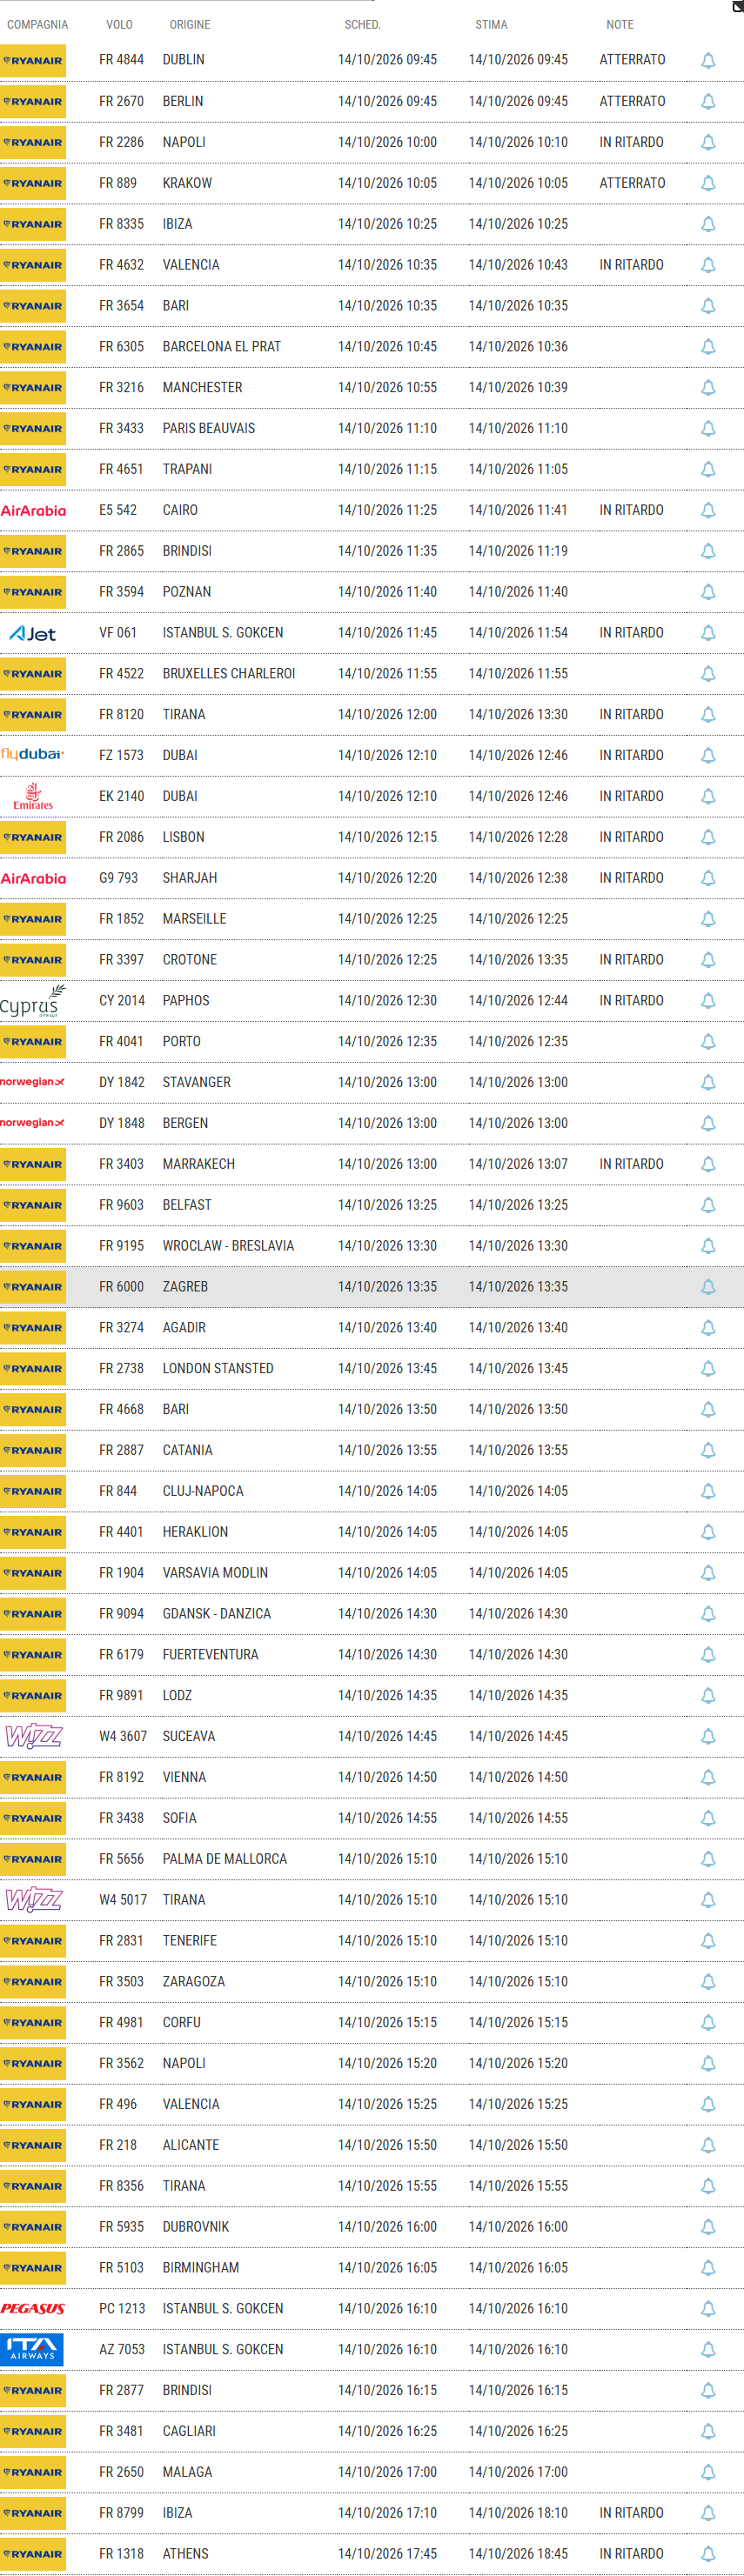 COMPAGNIA VOLO ORIGINE SCHED. STIMA NOTE
RYANAIR FR 4844 DUBLIN 14/10/2026 09:45 14/10/2026 09:45 ATTERRATO
RYANAIR FR 2670 BERLIN 14/10/2026 09:45 14/10/2026 09:45 ATTERRATO
RYANAIR FR 2286 NAPOLI 14/10/2026 10:00 14/10/2026 10:10 IN RITARDO
RYANAIR FR 889 KRAKOW 14/10/2026 10:05 14/10/2026 10:05 ATTERRATO
RYANAIR FR 8335 IBIZA 14/10/2026 10:25 14/10/2026 10:25
RYANAIR FR 4632 VALENCIA 14/10/2026 10:35 14/10/2026 10:43 IN RITARDO
RYANAIR FR 3654 BARI 14/10/2026 10:35 14/10/2026 10:35
RYANAIR FR 6305 BARCELONA EL PRAT 14/10/2026 10:45 14/10/2026 10:36
RYANAIR FR 3216 MANCHESTER 14/10/2026 10:55 14/10/2026 10:39
RYANAIR FR 3433 PARIS BEAUVAIS 14/10/2026 11:10 14/10/2026 11:10
RYANAIR FR 4651 TRAPANI 14/10/2026 11:15 14/10/2026 11:05
AirArabia E5 542 CAIRO 14/10/2026 11:25 14/10/2026 11:41 IN RITARDO
RYANAIR FR 2865 BRINDISI 14/10/2026 11:35 14/10/2026 11:19
RYANAIR FR 3594 POZNAN 14/10/2026 11:40 14/10/2026 11:40
AJet VF 061 ISTANBUL S. GOKCEN 14/10/2026 11:45 14/10/2026 11:54 IN RITARDO
RYANAIR FR 4522 BRUXELLES CHARLEROI 14/10/2026 11:55 14/10/2026 11:55
RYANAIR FR 8120 TIRANA 14/10/2026 12:00 14/10/2026 13:30 IN RITARDO
flydubai FZ 1573 DUBAI 14/10/2026 12:10 14/10/2026 12:46 IN RITARDO
Emirates EK 2140 DUBAI 14/10/2026 12:10 14/10/2026 12:46 IN RITARDO
RYANAIR FR 2086 LISBON 14/10/2026 12:15 14/10/2026 12:28 IN RITARDO
AirArabia G9 793 SHARJAH 14/10/2026 12:20 14/10/2026 12:38 IN RITARDO
RYANAIR FR 1852 MARSEILLE 14/10/2026 12:25 14/10/2026 12:25
RYANAIR FR 3397 CROTONE 14/10/2026 12:25 14/10/2026 13:35 IN RITARDO
cyprus airways CY 2014 PAPHOS 14/10/2026 12:30 14/10/2026 12:44 IN RITARDO
RYANAIR FR 4041 PORTO 14/10/2026 12:35 14/10/2026 12:35
norwegian DY 1842 STAVANGER 14/10/2026 13:00 14/10/2026 13:00
norwegian DY 1848 BERGEN 14/10/2026 13:00 14/10/2026 13:00
RYANAIR FR 3403 MARRAKECH 14/10/2026 13:00 14/10/2026 13:07 IN RITARDO
RYANAIR FR 9603 BELFAST 14/10/2026 13:25 14/10/2026 13:25
RYANAIR FR 9195 WROCLAW - BRESLAVIA 14/10/2026 13:30 14/10/2026 13:30
RYANAIR FR 6000 ZAGREB 14/10/2026 13:35 14/10/2026 13:35
RYANAIR FR 3274 AGADIR 14/10/2026 13:40 14/10/2026 13:40
RYANAIR FR 2738 LONDON STANSTED 14/10/2026 13:45 14/10/2026 13:45
RYANAIR FR 4668 BARI 14/10/2026 13:50 14/10/2026 13:50
RYANAIR FR 2887 CATANIA 14/10/2026 13:55 14/10/2026 13:55
RYANAIR FR 844 CLUJ-NAPOCA 14/10/2026 14:05 14/10/2026 14:05
RYANAIR FR 4401 HERAKLION 14/10/2026 14:05 14/10/2026 14:05
RYANAIR FR 1904 VARSAVIA MODLIN 14/10/2026 14:05 14/10/2026 14:05
RYANAIR FR 9094 GDANSK - DANZICA 14/10/2026 14:30 14/10/2026 14:30
RYANAIR FR 6179 FUERTEVENTURA 14/10/2026 14:30 14/10/2026 14:30
RYANAIR FR 9891 LODZ 14/10/2026 14:35 14/10/2026 14:35
WIZZ W4 3607 SUCEAVA 14/10/2026 14:45 14/10/2026 14:45
RYANAIR FR 8192 VIENNA 14/10/2026 14:50 14/10/2026 14:50
RYANAIR FR 3438 SOFIA 14/10/2026 14:55 14/10/2026 14:55
RYANAIR FR 5656 PALMA DE MALLORCA 14/10/2026 15:10 14/10/2026 15:10
WIZZ W4 5017 TIRANA 14/10/2026 15:10 14/10/2026 15:10
RYANAIR FR 2831 TENERIFE 14/10/2026 15:10 14/10/2026 15:10
RYANAIR FR 3503 ZARAGOZA 14/10/2026 15:10 14/10/2026 15:10
RYANAIR FR 4981 CORFU 14/10/2026 15:15 14/10/2026 15:15
RYANAIR FR 3562 NAPOLI 14/10/2026 15:20 14/10/2026 15:20
RYANAIR FR 496 VALENCIA 14/10/2026 15:25 14/10/2026 15:25
RYANAIR FR 218 ALICANTE 14/10/2026 15:50 14/10/2026 15:50
RYANAIR FR 8356 TIRANA 14/10/2026 15:55 14/10/2026 15:55
RYANAIR FR 5935 DUBROVNIK 14/10/2026 16:00 14/10/2026 16:00
RYANAIR FR 5103 BIRMINGHAM 14/10/2026 16:05 14/10/2026 16:05
PEGASUS PC 1213 ISTANBUL S. GOKCEN 14/10/2026 16:10 14/10/2026 16:10
ITA AIRWAYS AZ 7053 ISTANBUL S. GOKCEN 14/10/2026 16:10 14/10/2026 16:10
RYANAIR FR 2877 BRINDISI 14/10/2026 16:15 14/10/2026 16:15
RYANAIR FR 3481 CAGLIARI 14/10/2026 16:25 14/10/2026 16:25
RYANAIR FR 2650 MALAGA 14/10/2026 17:00 14/10/2026 17:00
RYANAIR FR 8799 IBIZA 14/10/2026 17:10 14/10/2026 18:10 IN RITARDO
RYANAIR FR 1318 ATHENS 14/10/2026 17:45 14/10/2026 18:45 IN RITARDO